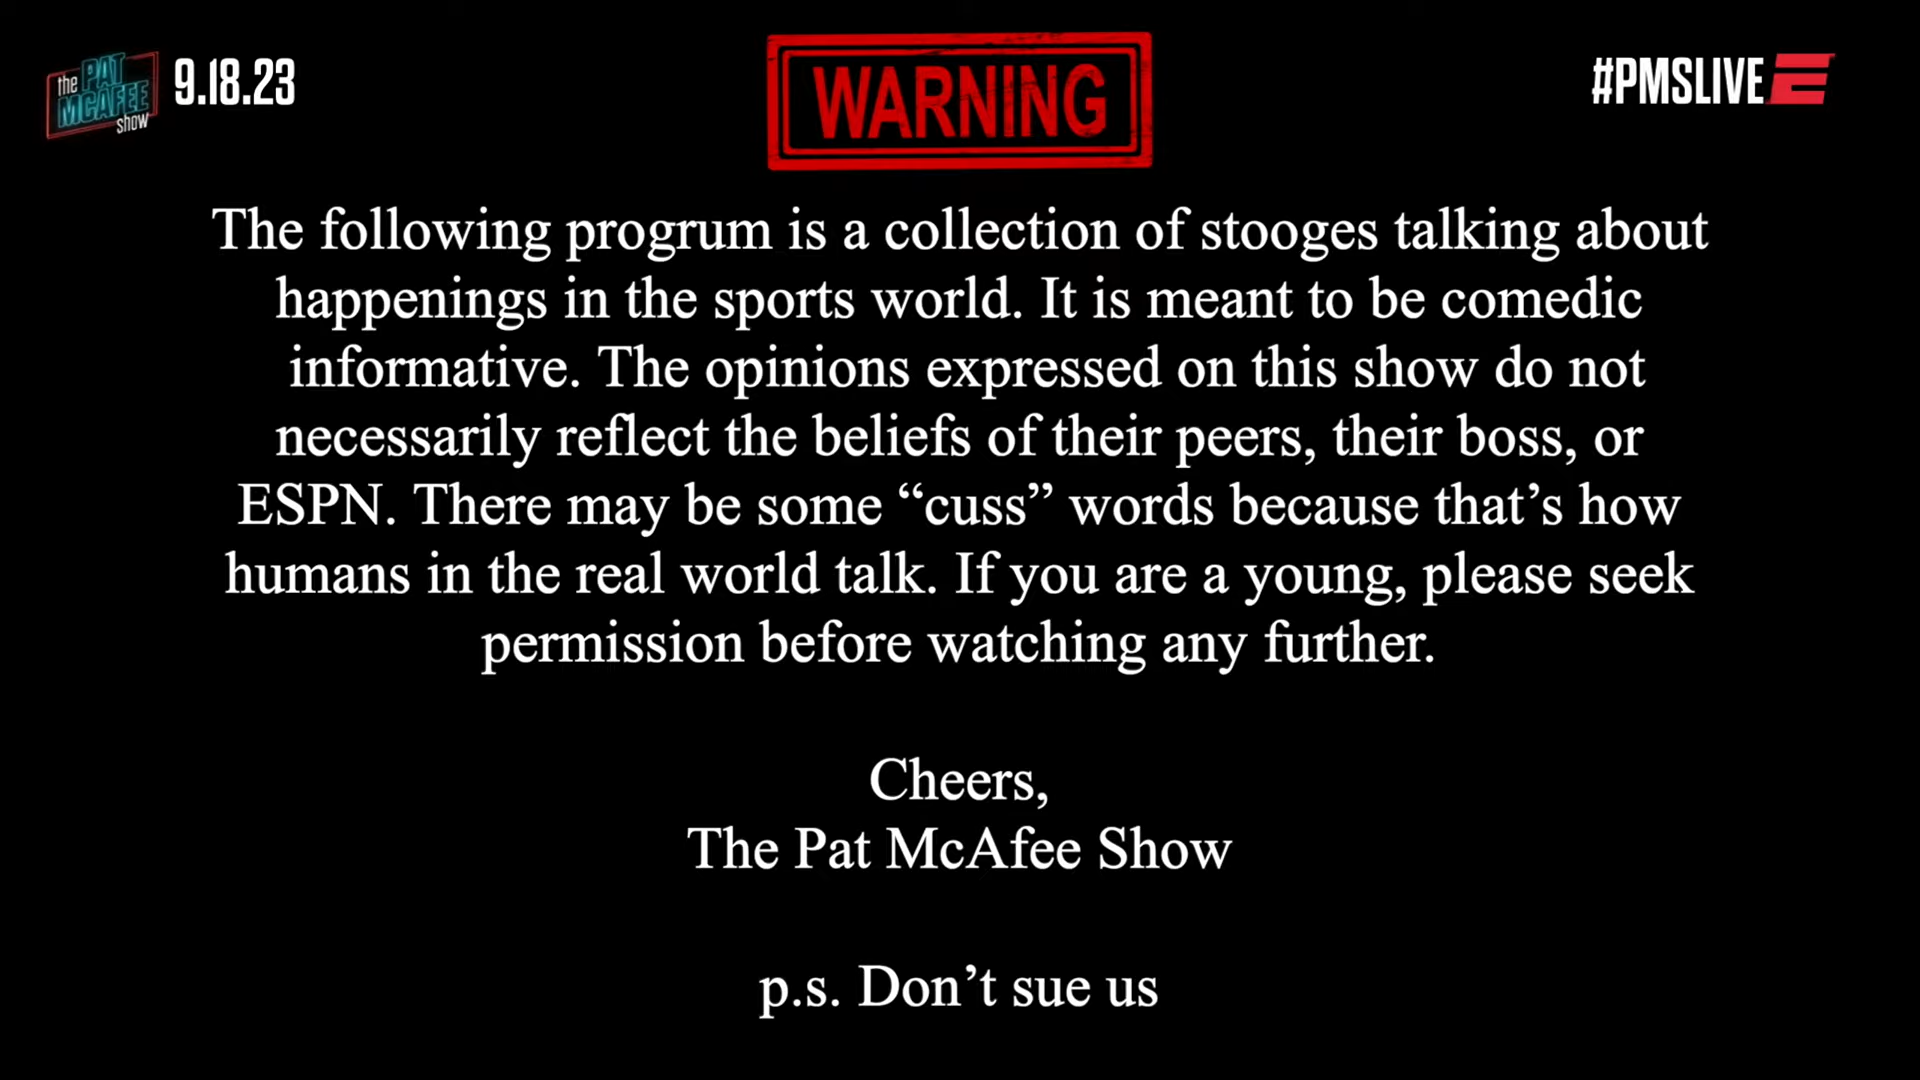 the PAT MCAFEE show
9.18.23
WARNING
#PMSLIVE
The following progrum is a collection of stooges talking about
happenings in the sports world. It is meant to be comedic
informative. The opinions expressed on this show do not
necessarily reflect the beliefs of their peers, their boss, or
ESPN. There may be some “cuss” words because that’s how
humans in the real world talk. If you are a young, please seek
permission before watching any further.
Cheers,
The Pat McAfee Show
p.s. Don’t sue us